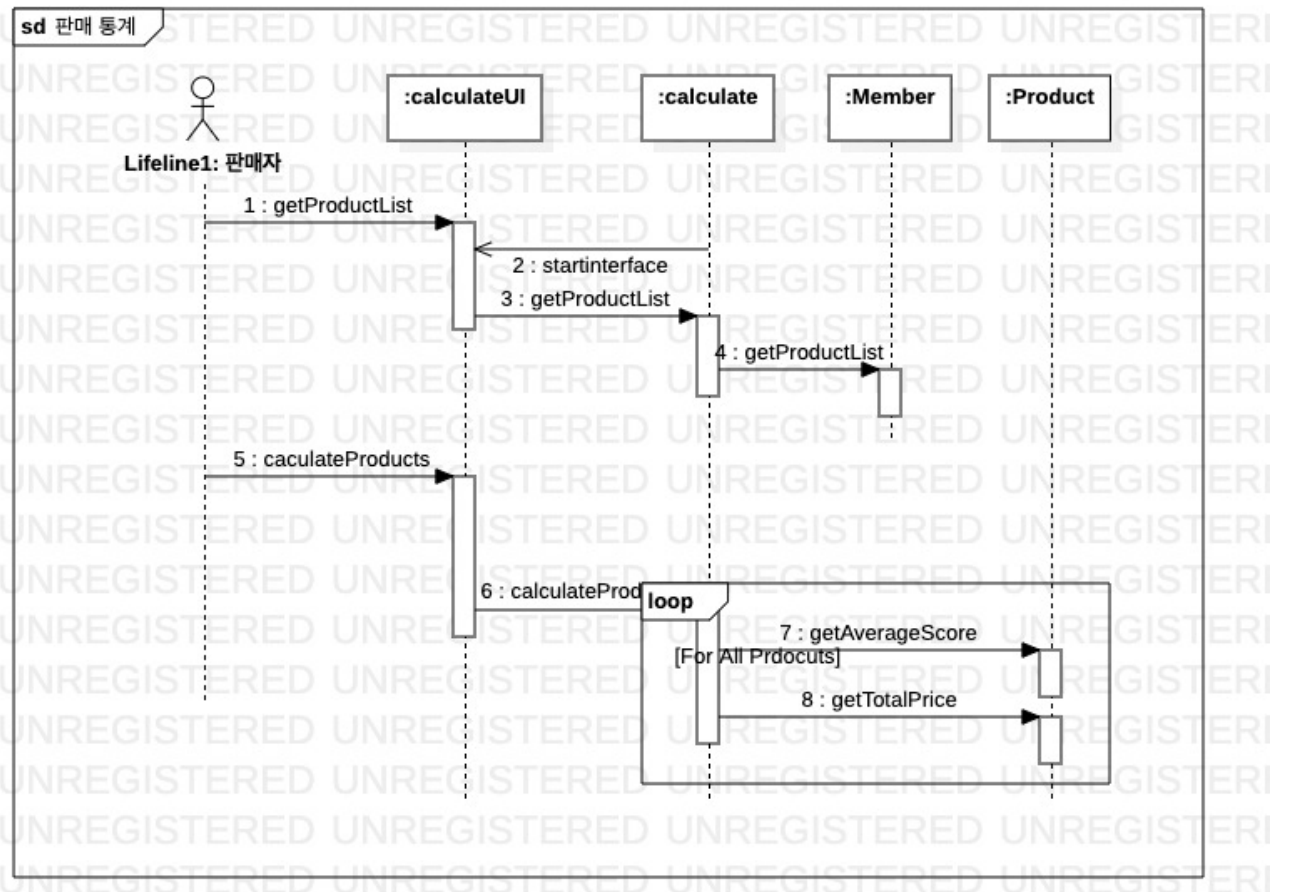 sd 판매 통계
:calculateUI
:calculate
:Member
:Product
Lifeline1: 판매자
1 : getProductList
2 : startinterface
3 : getProductList
4 : getProductList
5 : caculateProducts
6 : calculateProd
loop
7 : getAverageScore
[For All Prdocuts]
8 : getTotalPrice
UNREGISTERED